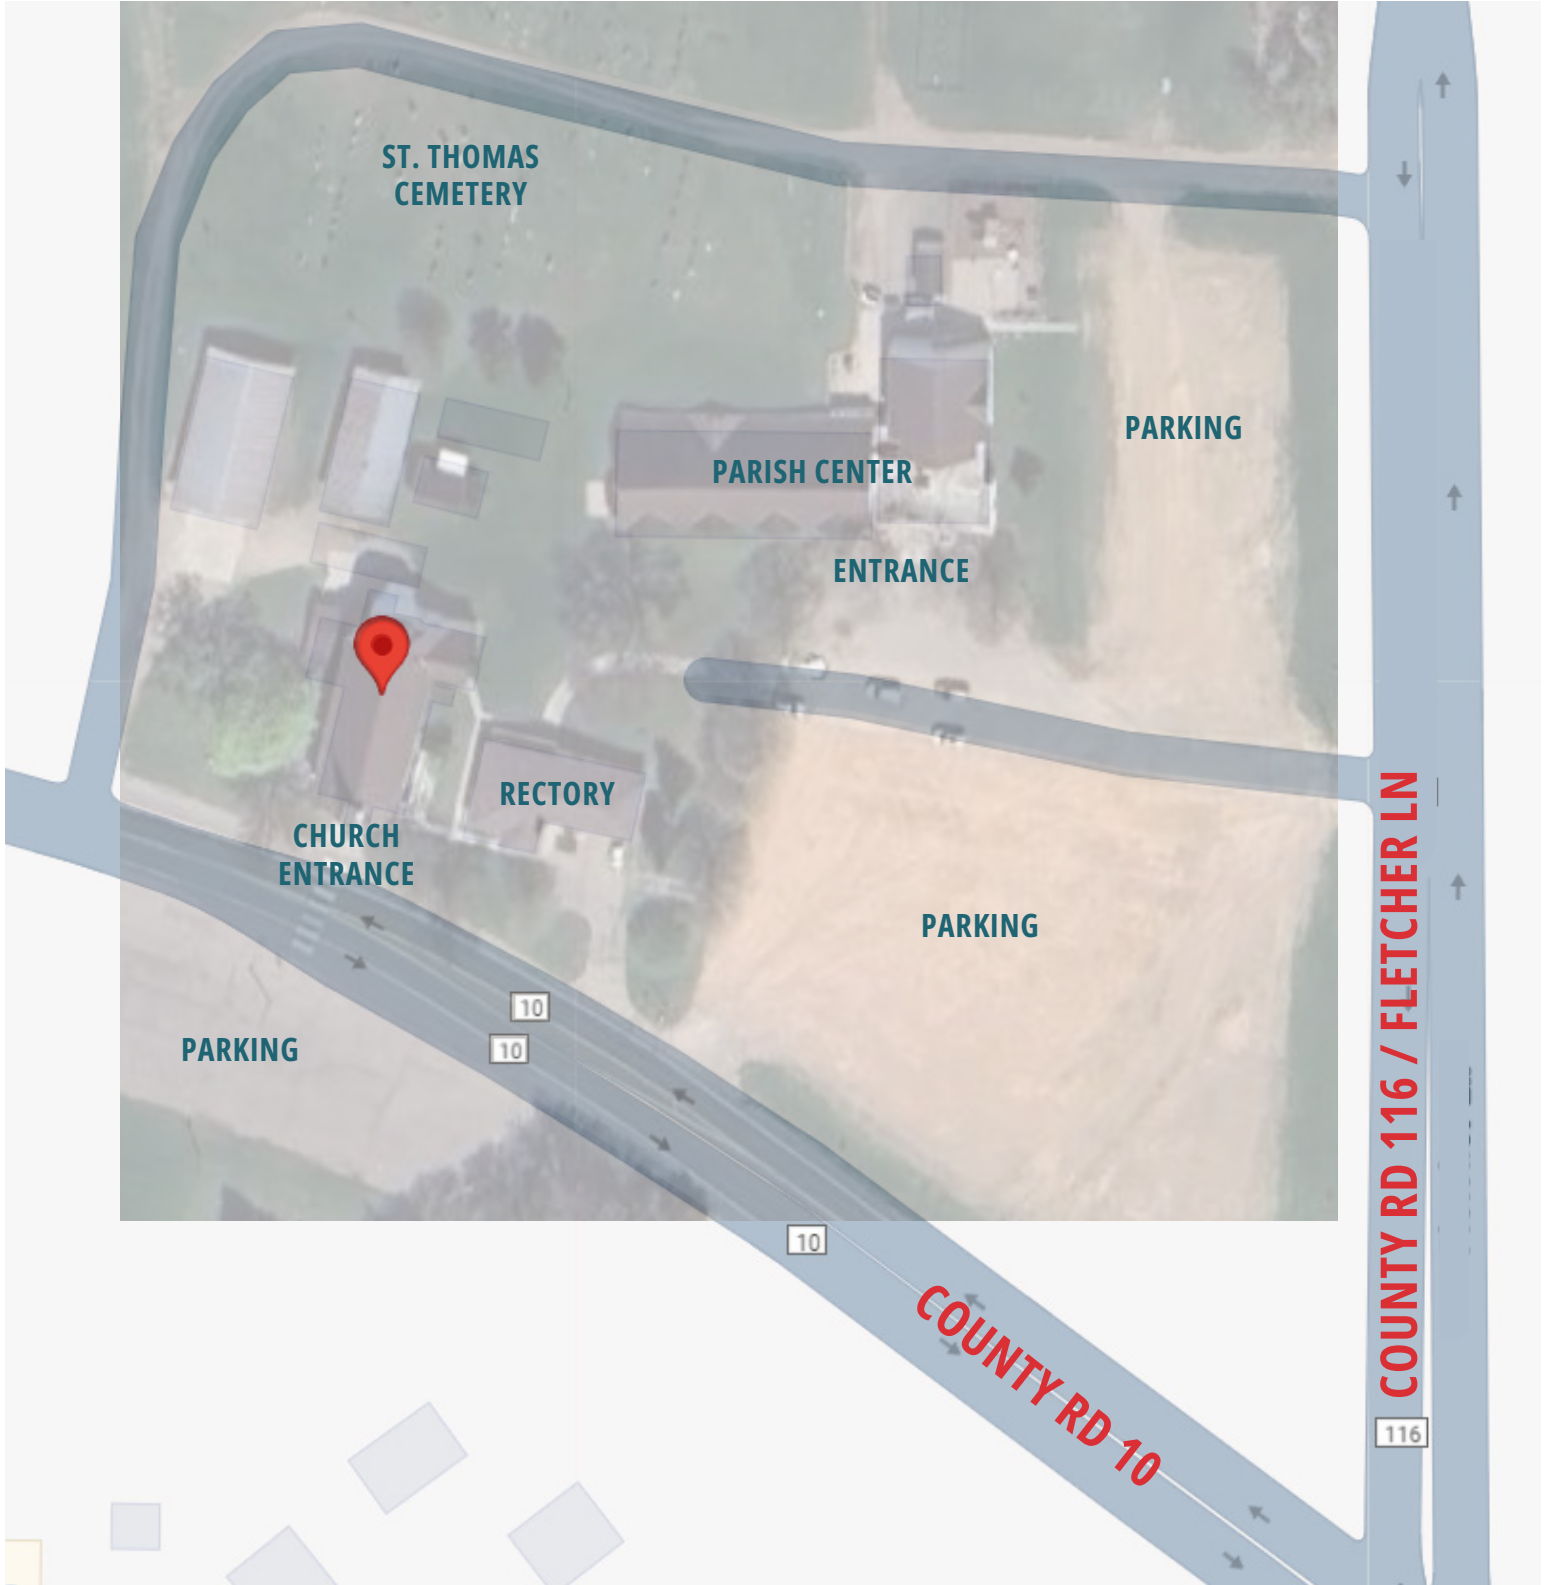 ST. THOMAS
CEMETERY
PARKING
PARISH CENTER
ENTRANCE
RECTORY
CHURCH
ENTRANCE
PARKING
10
10
PARKING
10
COUNTY RD 10
COUNTY RD 116 / FLETCHER LN
116